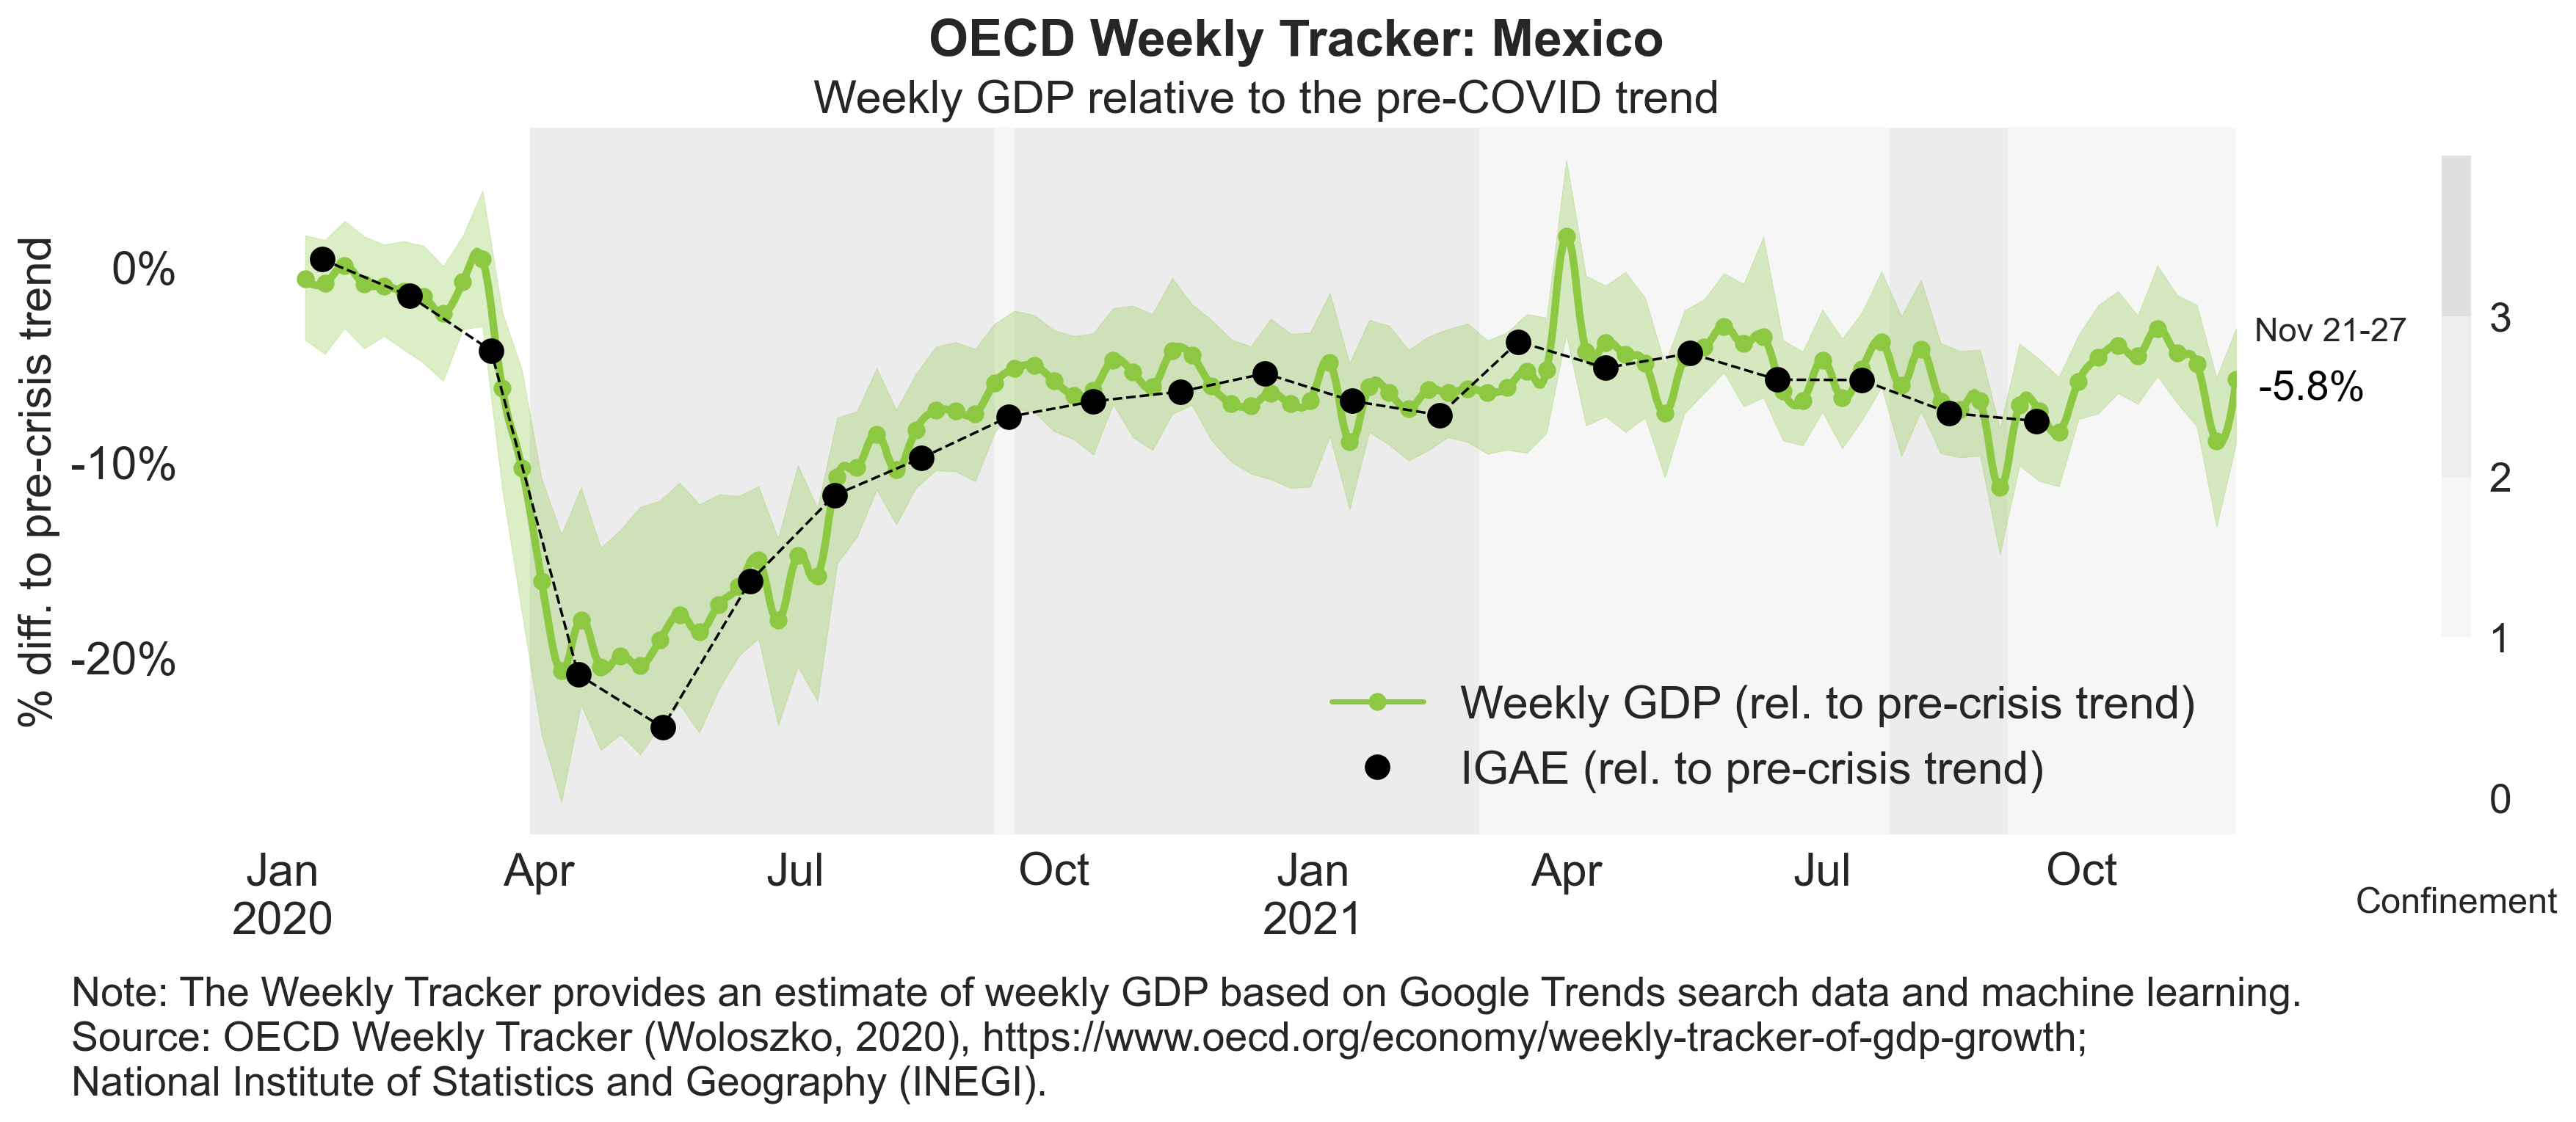 OECD Weekly Tracker: Mexico
Weekly GDP relative to the pre-COVID trend
% diff. to pre-crisis trend
0%
-10%
-20%
Nov 21-27
-5.8%
3
2
1
0
Weekly GDP (rel. to pre-crisis trend)
IGAE (rel. to pre-crisis trend)
Jan Apr Jul Oct Jan Apr Jul Oct
2020 2021
Confinement
Note: The Weekly Tracker provides an estimate of weekly GDP based on Google Trends search data and machine learning.
Source: OECD Weekly Tracker (Woloszko, 2020), https://www.oecd.org/economy/weekly-tracker-of-gdp-growth;
National Institute of Statistics and Geography (INEGI).